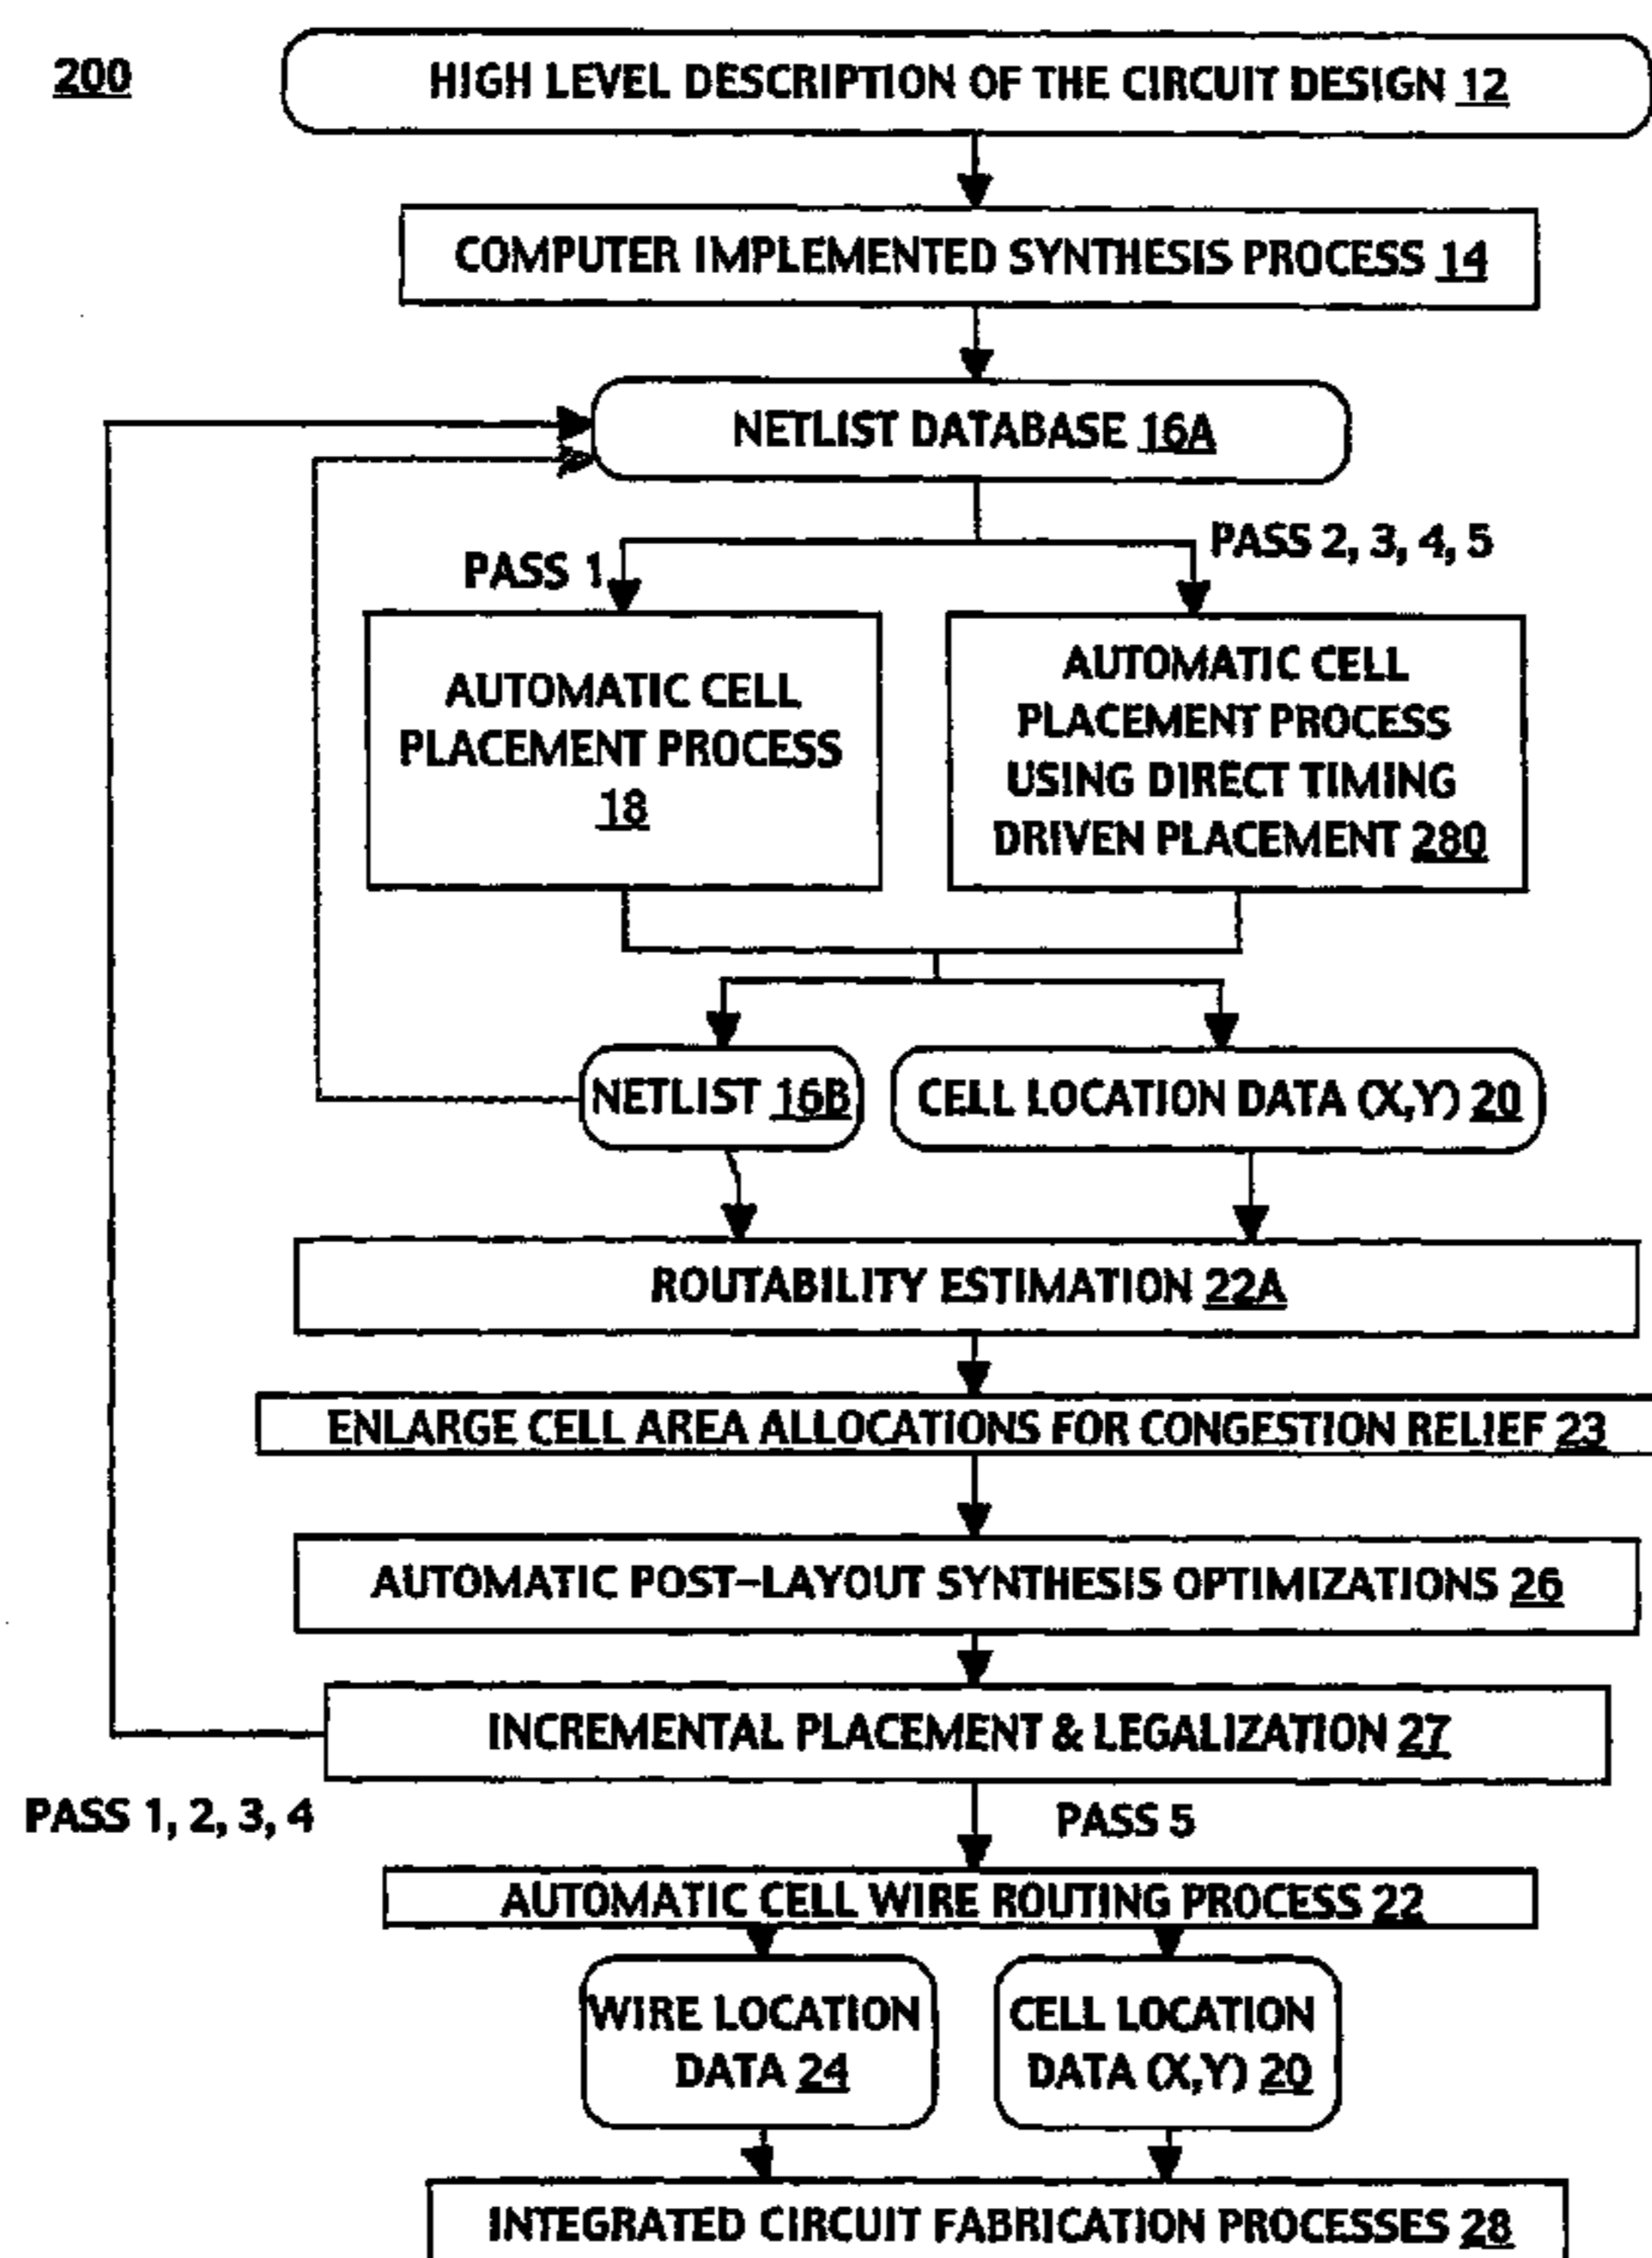 200
HIGH LEVEL DESCRIPTION OF THE CIRCUIT DESIGN 12
COMPUTER IMPLEMENTED SYNTHESIS PROCESS 14
NETLIST DATABASE 16A
PASS 1
PASS 2, 3, 4, 5
AUTOMATIC CELL
PLACEMENT PROCESS
18
AUTOMATIC CELL
PLACEMENT PROCESS
USING DIRECT TIMING
DRIVEN PLACEMENT 280
NETLIST 16B
CELL LOCATION DATA (X,Y) 20
ROUTABILITY ESTIMATION 22A
ENLARGE CELL AREA ALLOCATIONS FOR CONGESTION RELIEF 23
AUTOMATIC POST-LAYOUT SYNTHESIS OPTIMIZATIONS 26
INCREMENTAL PLACEMENT & LEGALIZATION 27
PASS 1, 2, 3, 4
PASS 5
AUTOMATIC CELL WIRE ROUTING PROCESS 22
WIRE LOCATION
DATA 24
CELL LOCATION
DATA (X,Y) 20
INTEGRATED CIRCUIT FABRICATION PROCESSES 28